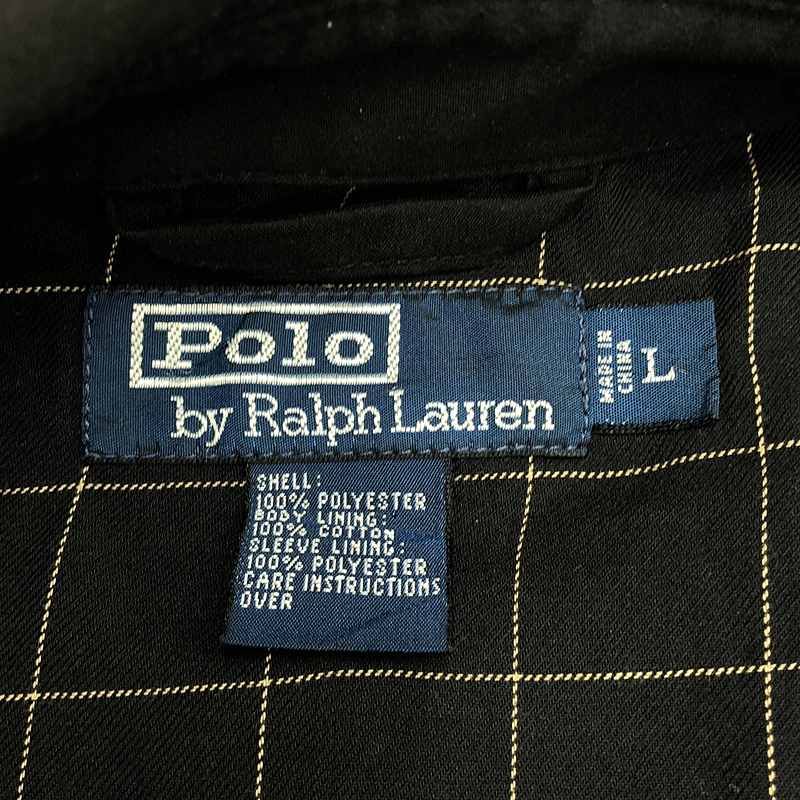 Polo
by Ralph Lauren
MADE IN
CHINA
L
SHELL:
100% POLYESTER
BODY LINING:
100% COTTON
SLEEVE LINING:
100% POLYESTER
CARE INSTRUCTIONS
OVER